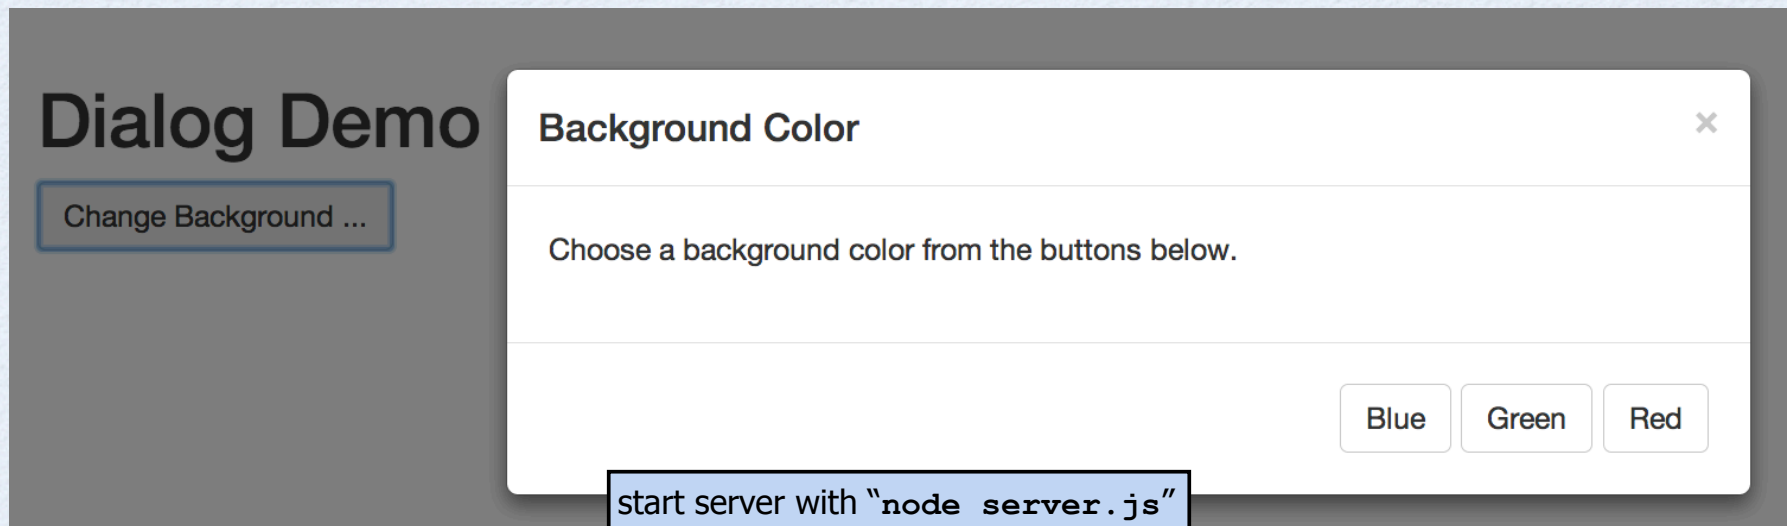 Dialog Demo
Change Background ...
Background Color
×
Choose a background color from the buttons below.
Blue Green Red
start server with “node server.js”